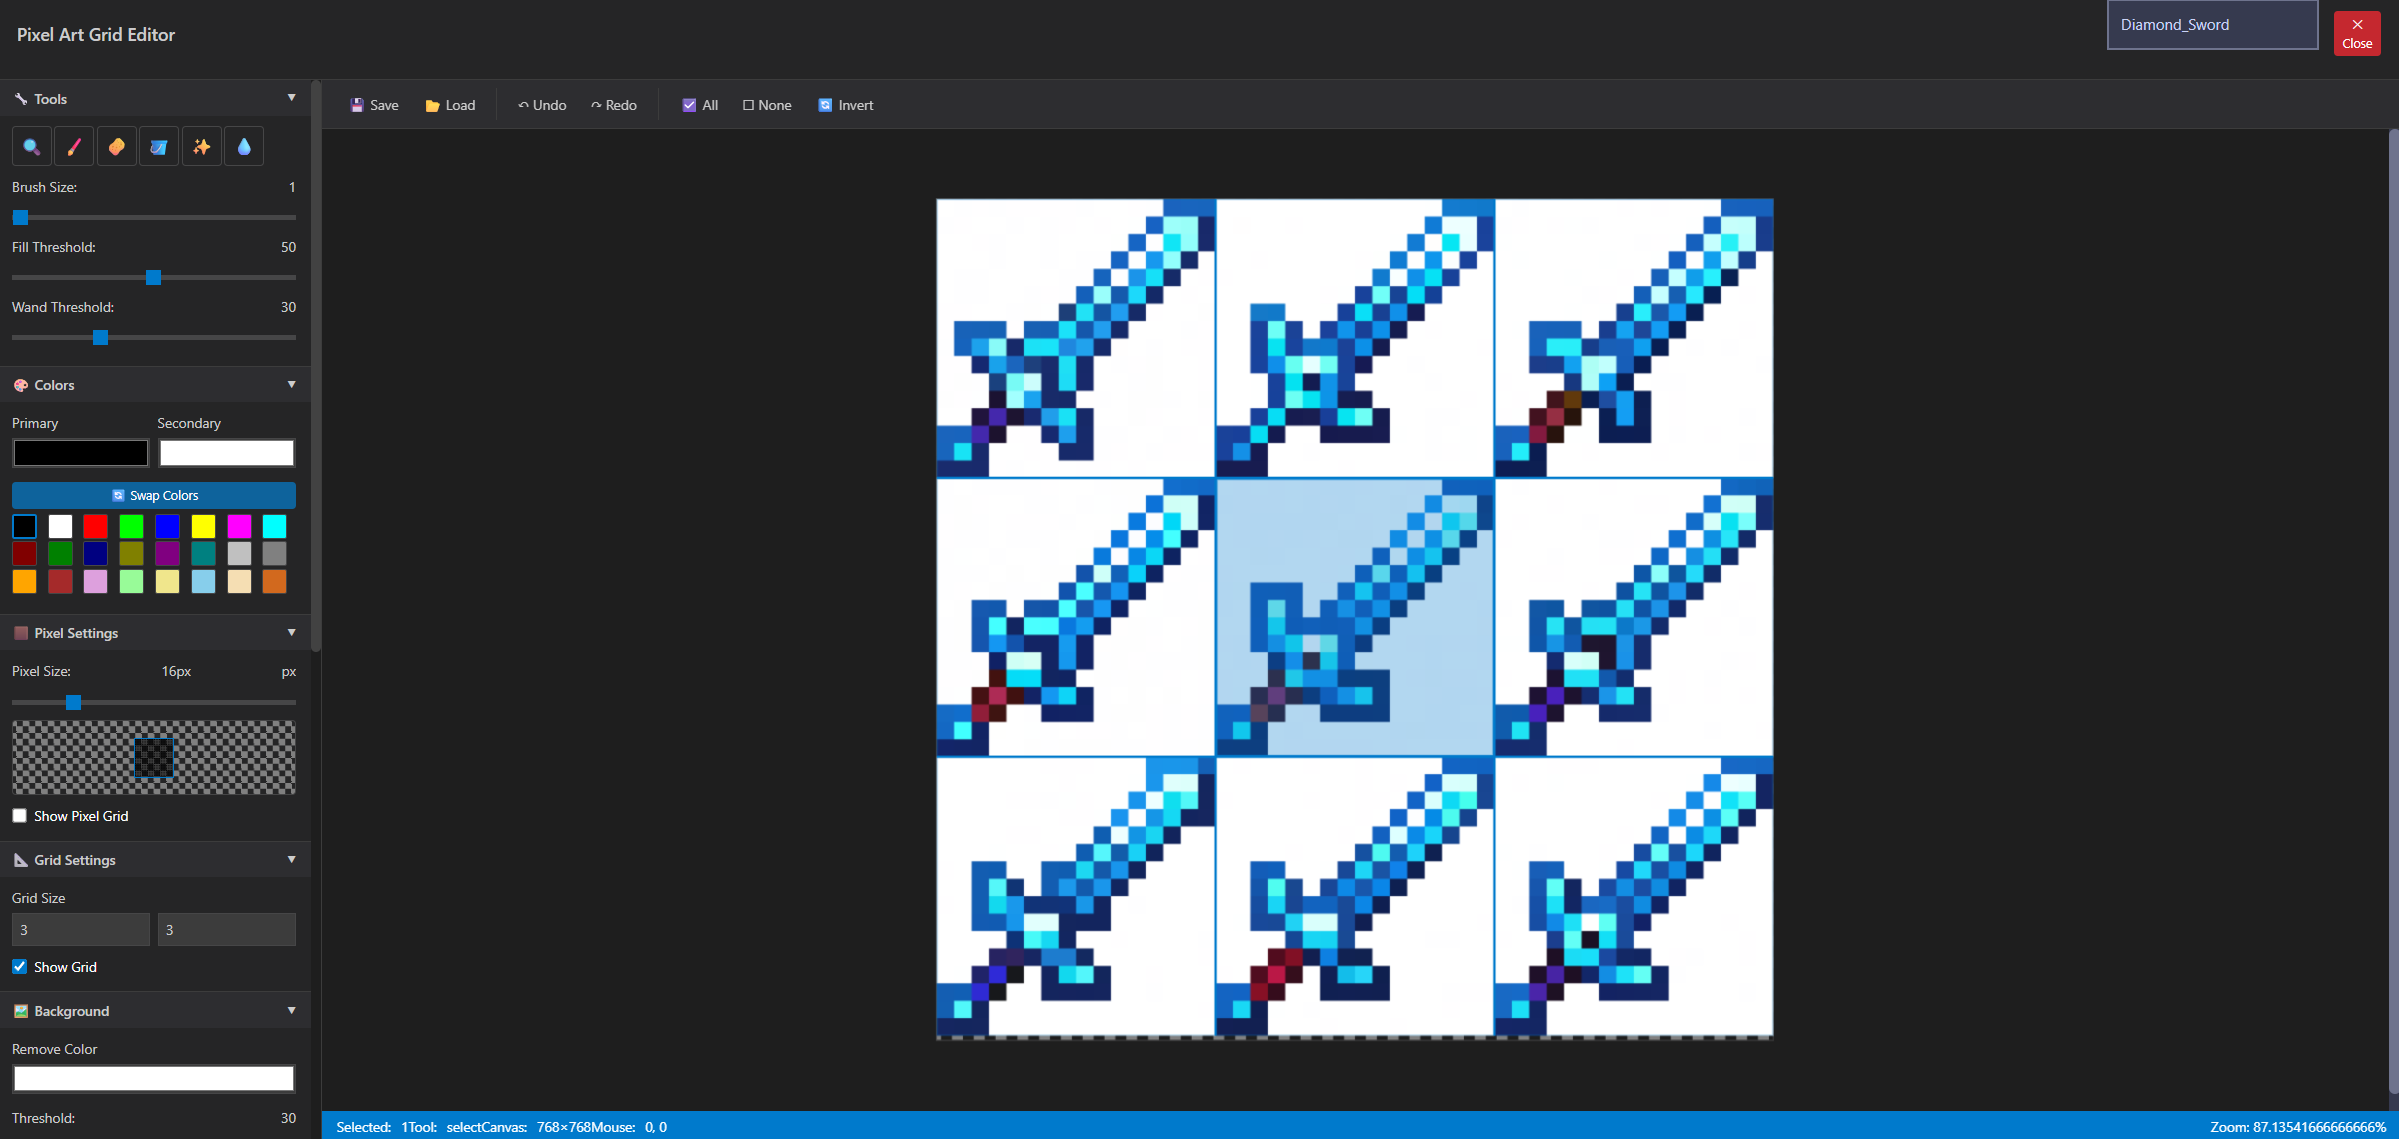 Pixel Art Grid Editor
Diamond_Sword
Close
Tools
Save Load Undo Redo All None Invert
Brush Size: 1
Fill Threshold: 50
Wand Threshold: 30
Colors
Primary Secondary
Swap Colors
Pixel Settings
Pixel Size: 16px px
Show Pixel Grid
Grid Settings
Grid Size
3 3
Show Grid
Background
Remove Color
Threshold: 30
Selected: 1Tool: selectCanvas: 768×768Mouse: 0, 0
Zoom: 87.13541666666666%